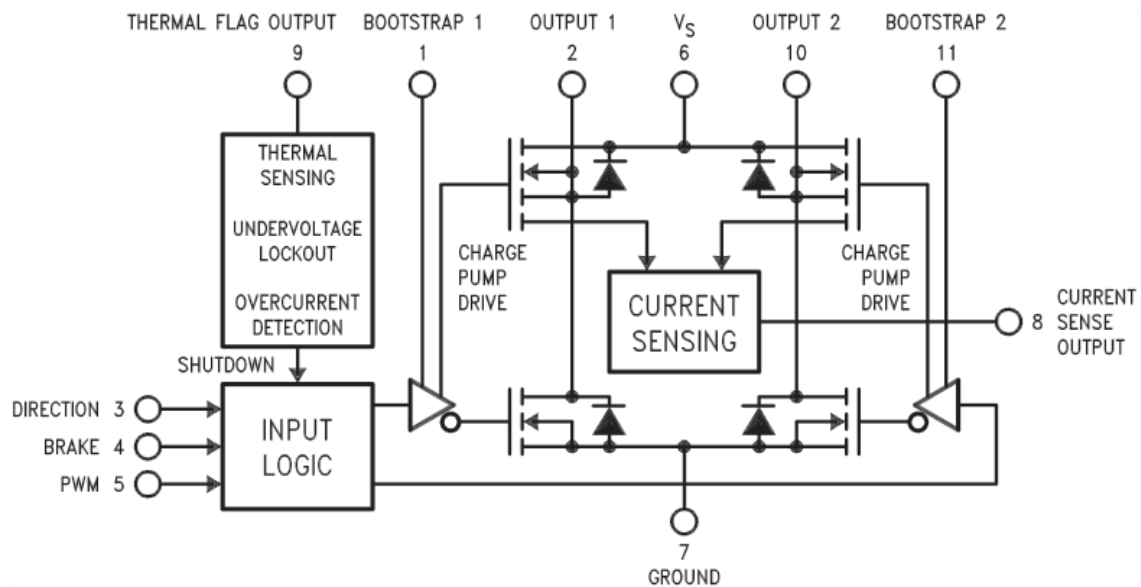 THERMAL FLAG OUTPUT
9
BOOTSTRAP 1
1
OUTPUT 1
2
VS
6
OUTPUT 2
10
BOOTSTRAP 2
11
THERMAL
SENSING
UNDERVOLTAGE
LOCKOUT
OVERCURRENT
DETECTION
CHARGE
PUMP
DRIVE
CURRENT
SENSING
CHARGE
PUMP
DRIVE
8
CURRENT
SENSE
OUTPUT
SHUTDOWN
DIRECTION 3
BRAKE 4
PWM 5
INPUT
LOGIC
7
GROUND